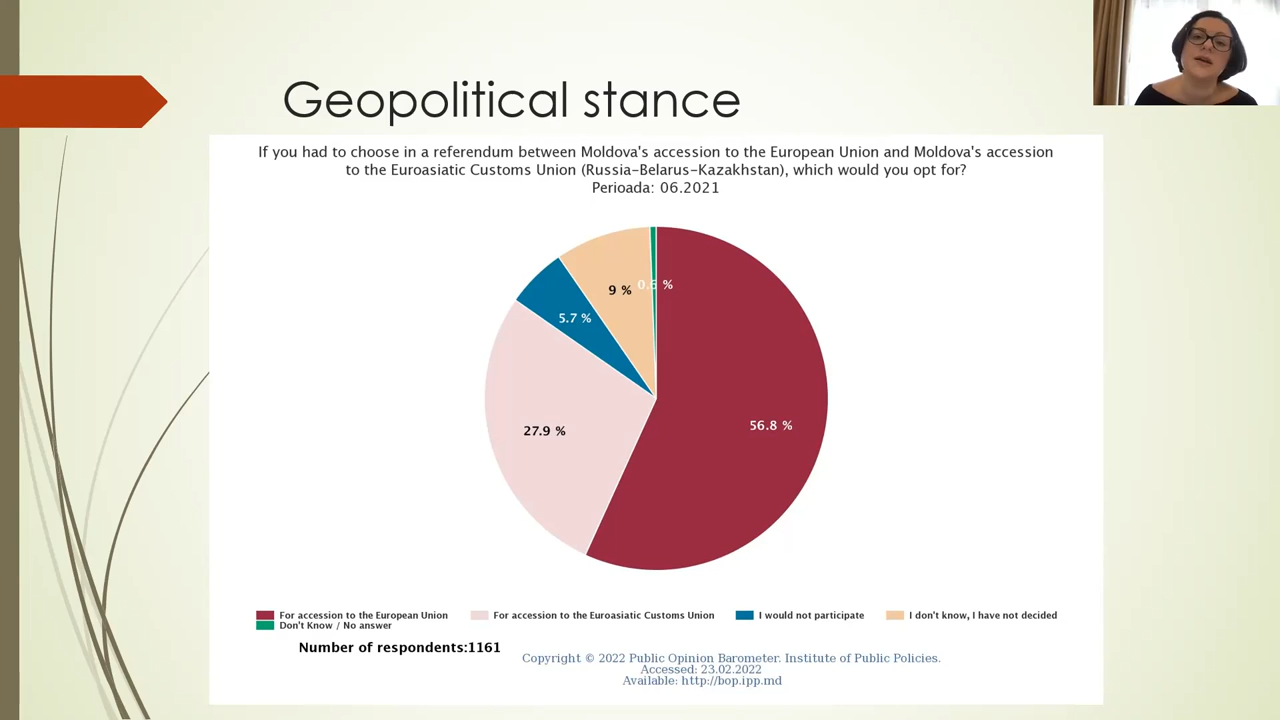 Geopolitical stance
If you had to choose in a referendum between Moldova's accession to the European Union and Moldova's accession
to the Euroasiatic Customs Union (Russia-Belarus-Kazakhstan), which would you opt for?
Perioada: 06.2021
9 %
0.6 %
5.7 %
56.8 %
27.9 %
For accession to the European Union
For accession to the Euroasiatic Customs Union
I would not participate
I don't know, I have not decided
Don't Know / No answer
Number of respondents:1161
Copyright © 2022 Public Opinion Barometer. Institute of Public Policies.
Accessed: 23.02.2022
Available: http://bop.ipp.md